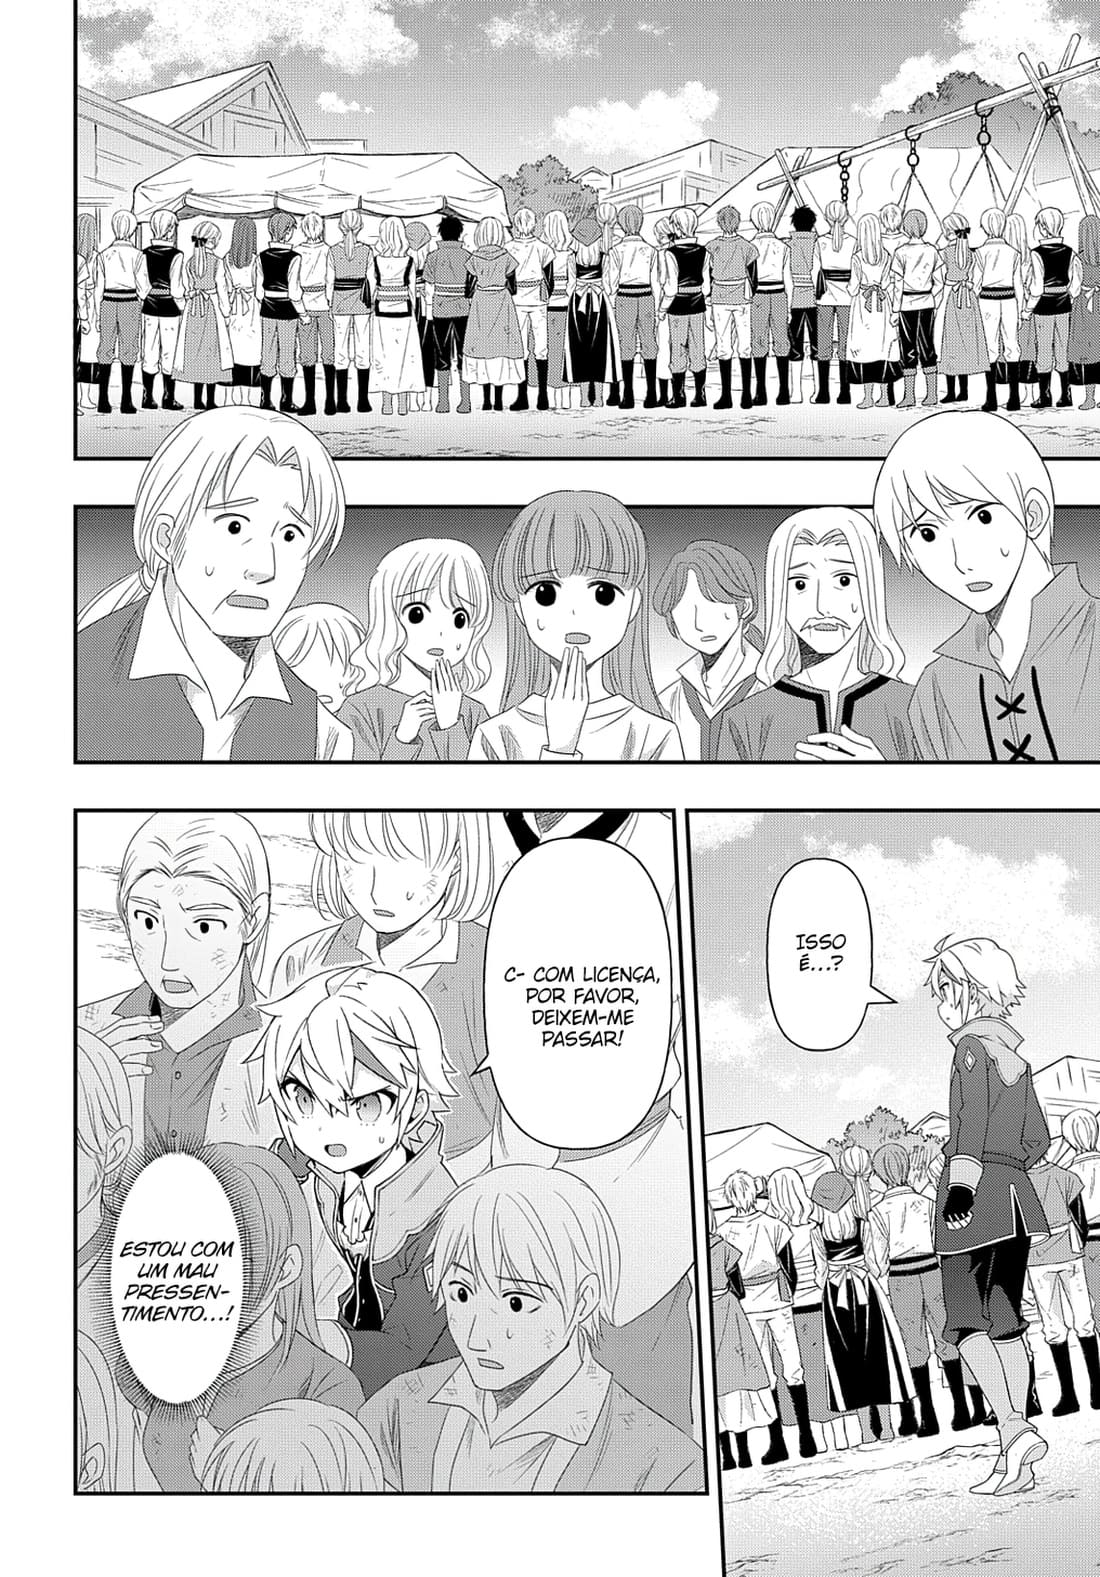 ISSO
É...?
C- COM LICENÇA,
POR FAVOR,
DEIXEM-ME
PASSAR!
ESTOU COM
UM MAU
PRESSEN-
TIMENTO...!